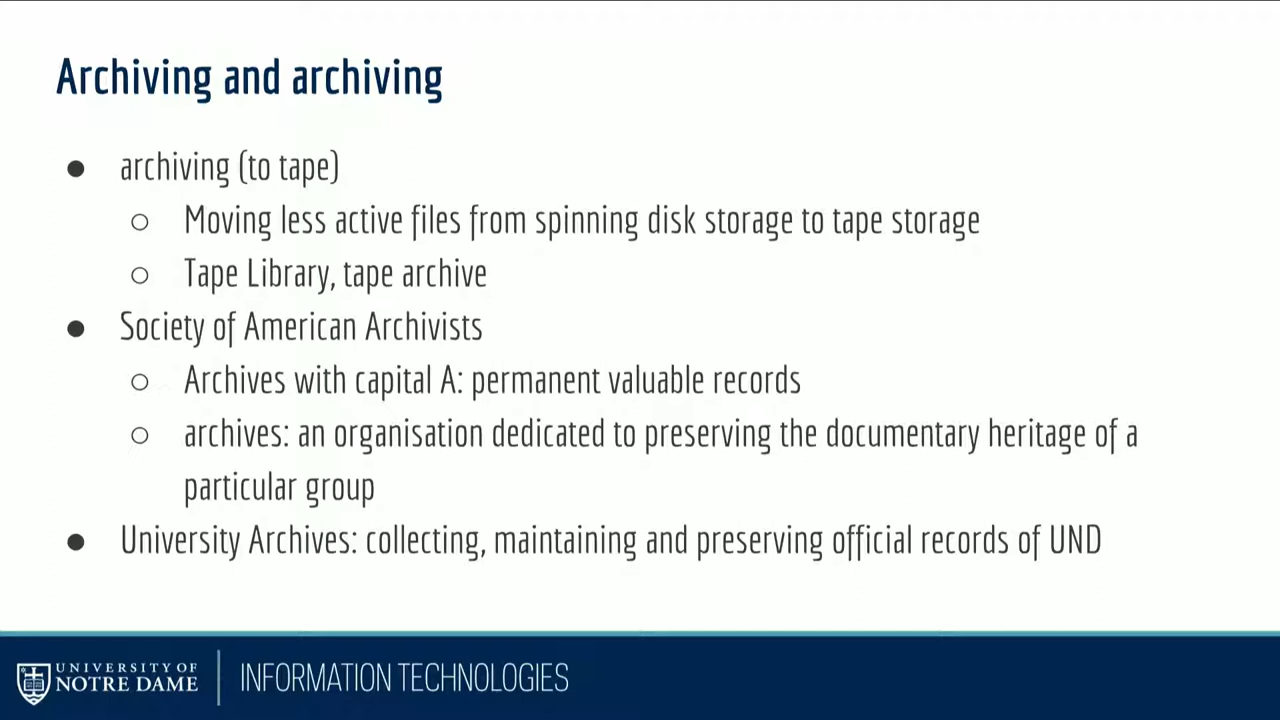 Archiving and archiving
● archiving (to tape)
○ Moving less active files from spinning disk storage to tape storage
○ Tape Library, tape archive
● Society of American Archivists
○ Archives with capital A: permanent valuable records
○ archives: an organisation dedicated to preserving the documentary heritage of a
particular group
● University Archives: collecting, maintaining and preserving official records of UND
UNIVERSITY OF
NOTRE DAME
INFORMATION TECHNOLOGIES